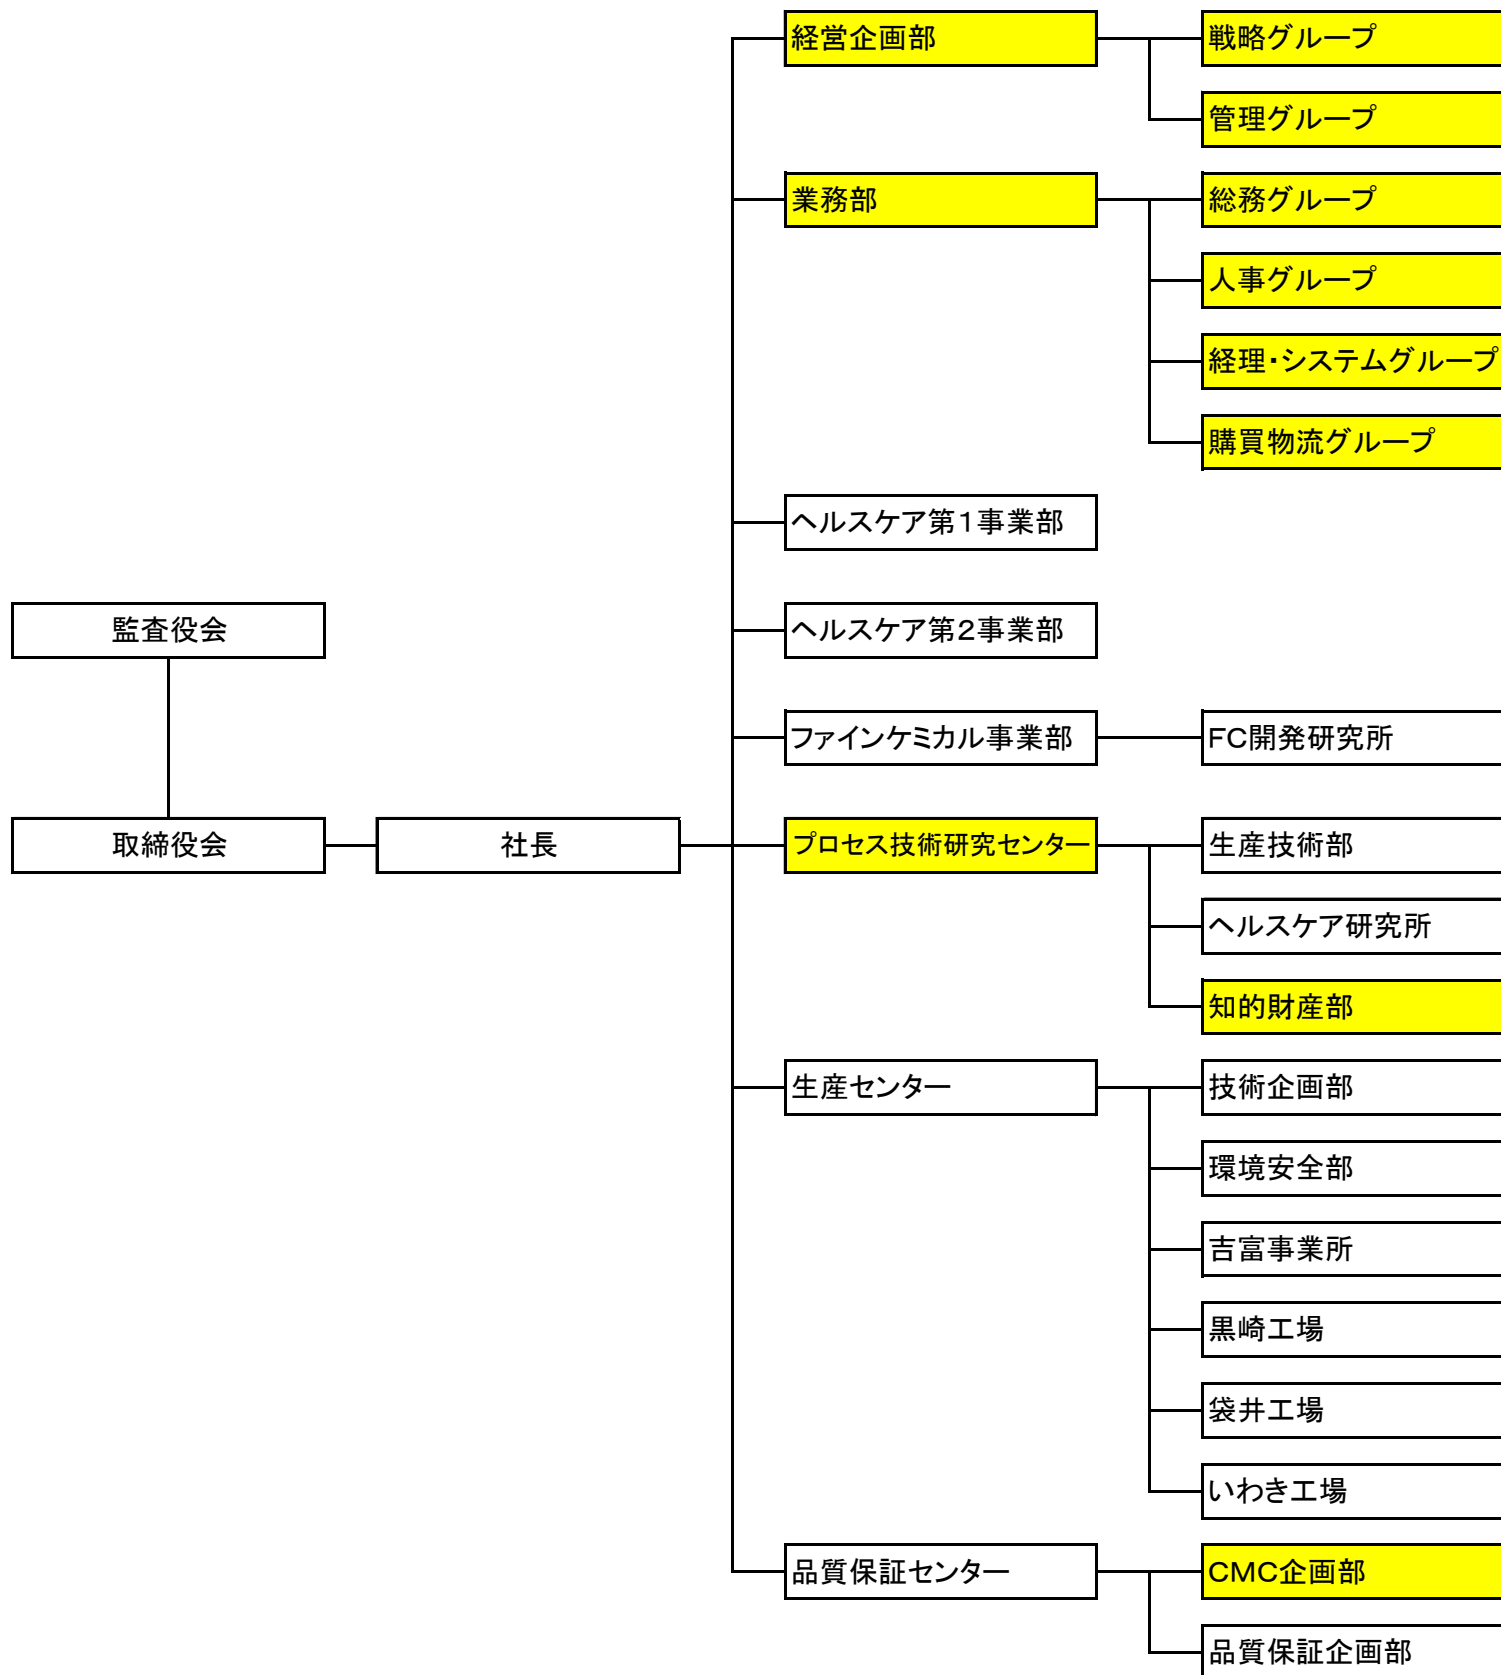 経営企画部
戦略グループ
管理グループ
業務部
総務グループ
人事グループ
経理・システムグループ
購買物流グループ
ヘルスケア第1事業部
監査役会
ヘルスケア第2事業部
ファインケミカル事業部
FC開発研究所
取締役会
社長
プロセス技術研究センター
生産技術部
ヘルスケア研究所
知的財産部
生産センター
技術企画部
環境安全部
吉富事業所
黒崎工場
袋井工場
いわき工場
品質保証センター
CMC企画部
品質保証企画部